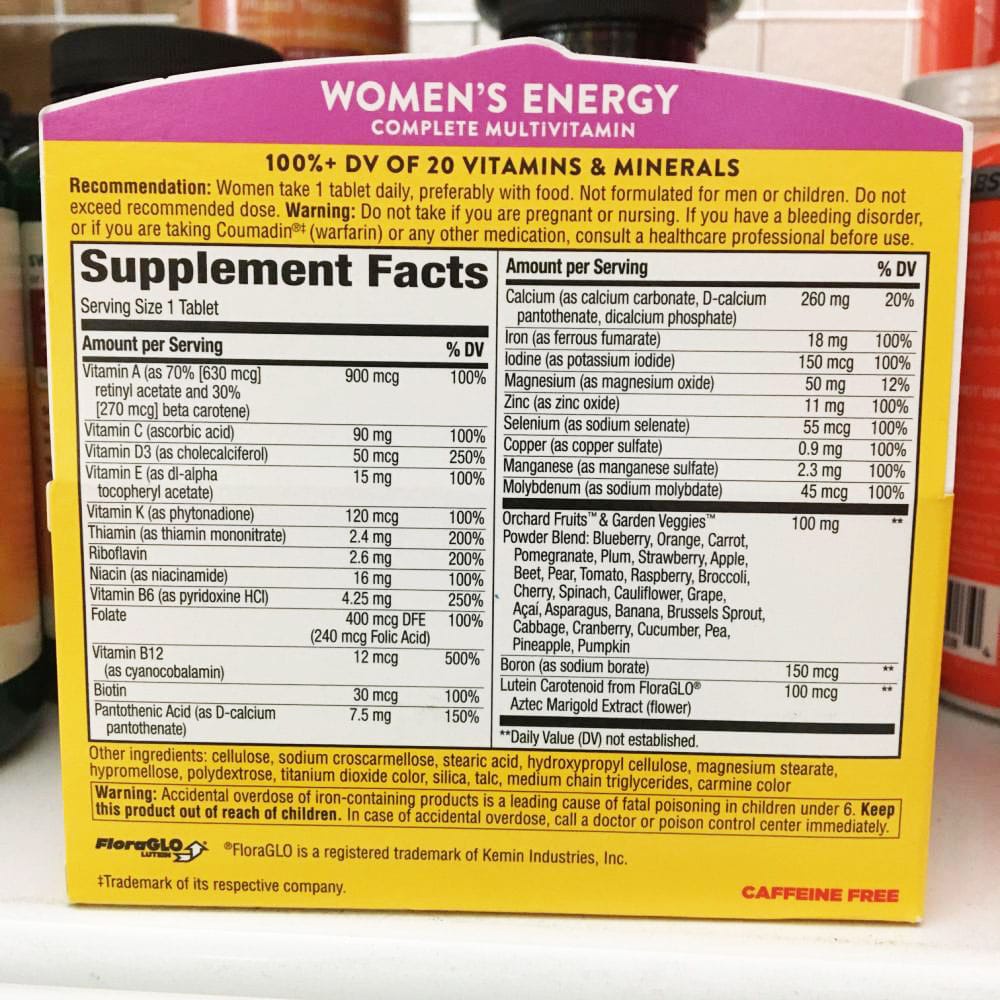 WOMEN'S ENERGY
COMPLETE MULTIVITAMIN
100%+ DV OF 20 VITAMINS & MINERALS
Recommendation: Women take 1 tablet daily, preferably with food. Not formulated for men or children. Do not
exceed recommended dose. Warning: Do not take if you are pregnant or nursing. If you have a bleeding disorder,
or if you are taking Coumadin®‡ (warfarin) or any other medication, consult a healthcare professional before use.
Supplement Facts
Serving Size 1 Tablet
Amount per Serving % DV
Vitamin A (as 70% [630 mcg] 900 mcg 100%
retinyl acetate and 30%
[270 mcg] beta carotene)
Vitamin C (ascorbic acid) 90 mg 100%
Vitamin D3 (as cholecalciferol) 50 mcg 250%
Vitamin E (as dl-alpha 15 mg 100%
tocopheryl acetate)
Vitamin K (as phytonadione) 120 mcg 100%
Thiamin (as thiamin mononitrate) 2.4 mg 200%
Riboflavin 2.6 mg 200%
Niacin (as niacinamide) 16 mg 100%
Vitamin B6 (as pyridoxine HCl) 4.25 mg 250%
Folate 400 mcg DFE 100%
(240 mcg Folic Acid)
Vitamin B12 12 mcg 500%
(as cyanocobalamin)
Biotin 30 mcg 100%
Pantothenic Acid (as D-calcium 7.5 mg 150%
pantothenate)
Amount per Serving % DV
Calcium (as calcium carbonate, D-calcium 260 mg 20%
pantothenate, dicalcium phosphate)
Iron (as ferrous fumarate) 18 mg 100%
Iodine (as potassium iodide) 150 mcg 100%
Magnesium (as magnesium oxide) 50 mg 12%
Zinc (as zinc oxide) 11 mg 100%
Selenium (as sodium selenate) 55 mcg 100%
Copper (as copper sulfate) 0.9 mg 100%
Manganese (as manganese sulfate) 2.3 mg 100%
Molybdenum (as sodium molybdate) 45 mcg 100%
Orchard Fruits™ & Garden Veggies™ 100 mg **
Powder Blend: Blueberry, Orange, Carrot,
Pomegranate, Plum, Strawberry, Apple,
Beet, Pear, Tomato, Raspberry, Broccoli,
Cherry, Spinach, Cauliflower, Grape,
Açaí, Asparagus, Banana, Brussels Sprout,
Cabbage, Cranberry, Cucumber, Pea,
Pineapple, Pumpkin
Boron (as sodium borate) 150 mcg **
Lutein Carotenoid from FloraGLO® 100 mcg **
Aztec Marigold Extract (flower)
**Daily Value (DV) not established.
Other ingredients: cellulose, sodium croscarmellose, stearic acid, hydroxypropyl cellulose, magnesium stearate,
hypromellose, polydextrose, titanium dioxide color, silica, talc, medium chain triglycerides, carmine color
Warning: Accidental overdose of iron-containing products is a leading cause of fatal poisoning in children under 6. Keep
this product out of reach of children. In case of accidental overdose, call a doctor or poison control center immediately.
FloraGLO
LUTEIN
®FloraGLO is a registered trademark of Kemin Industries, Inc.
‡Trademark of its respective company.
CAFFEINE FREE